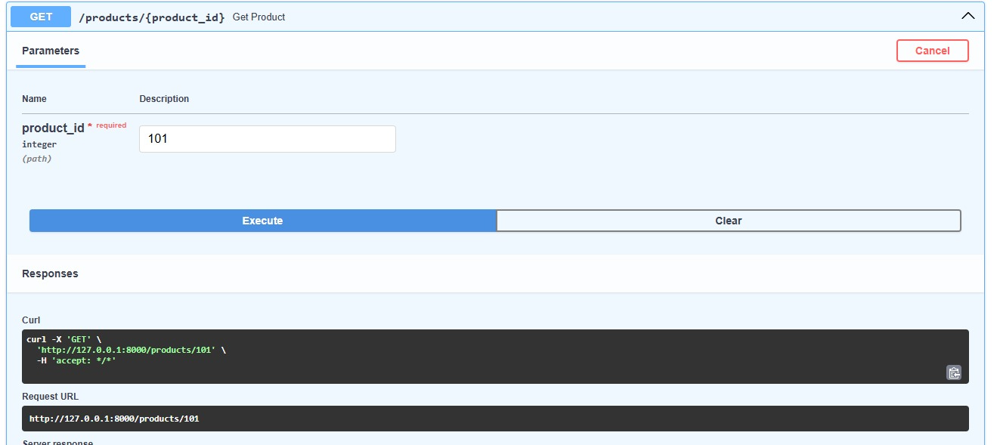 GET /products/{product_id} Get Product
Parameters
Cancel
Name Description
product_id * required
integer
(path)
101
Execute Clear
Responses
Curl
curl -X 'GET' \
  'http://127.0.0.1:8000/products/101' \
  -H 'accept: */*'
Request URL
http://127.0.0.1:8000/products/101
Server response